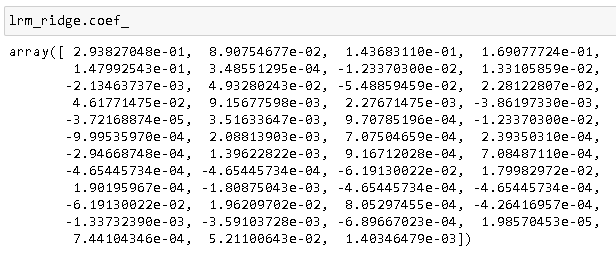 lrm_ridge.coef_
array([ 2.93827048e-01, 8.90754677e-02, 1.43683110e-01, 1.69077724e-01,
1.47992543e-01, 3.48551295e-04, -1.23370300e-02, 1.33105859e-02,
-2.13463737e-03, 4.93280243e-02, -5.48859459e-02, 2.28122807e-02,
4.61771475e-02, 9.15677598e-03, 2.27671475e-03, -3.86197330e-03,
-3.72168874e-05, 3.51633647e-03, 9.70785196e-04, -1.23370300e-02,
-9.99535970e-04, 2.08813903e-03, 7.07504659e-04, 2.39350310e-04,
-2.94668748e-04, 1.39622822e-03, 9.16712028e-04, 7.08487110e-04,
-4.65445734e-04, -4.65445734e-04, -6.19130022e-02, 1.79982972e-02,
1.90195967e-04, -1.80875043e-03, -4.65445734e-04, -4.65445734e-04,
-6.19130022e-02, 1.96209702e-02, 8.05297455e-04, -4.26416957e-04,
-1.33732390e-03, -3.59103728e-03, -6.89667023e-04, 1.98570453e-05,
7.44104346e-04, 5.21100643e-02, 1.40346479e-03])